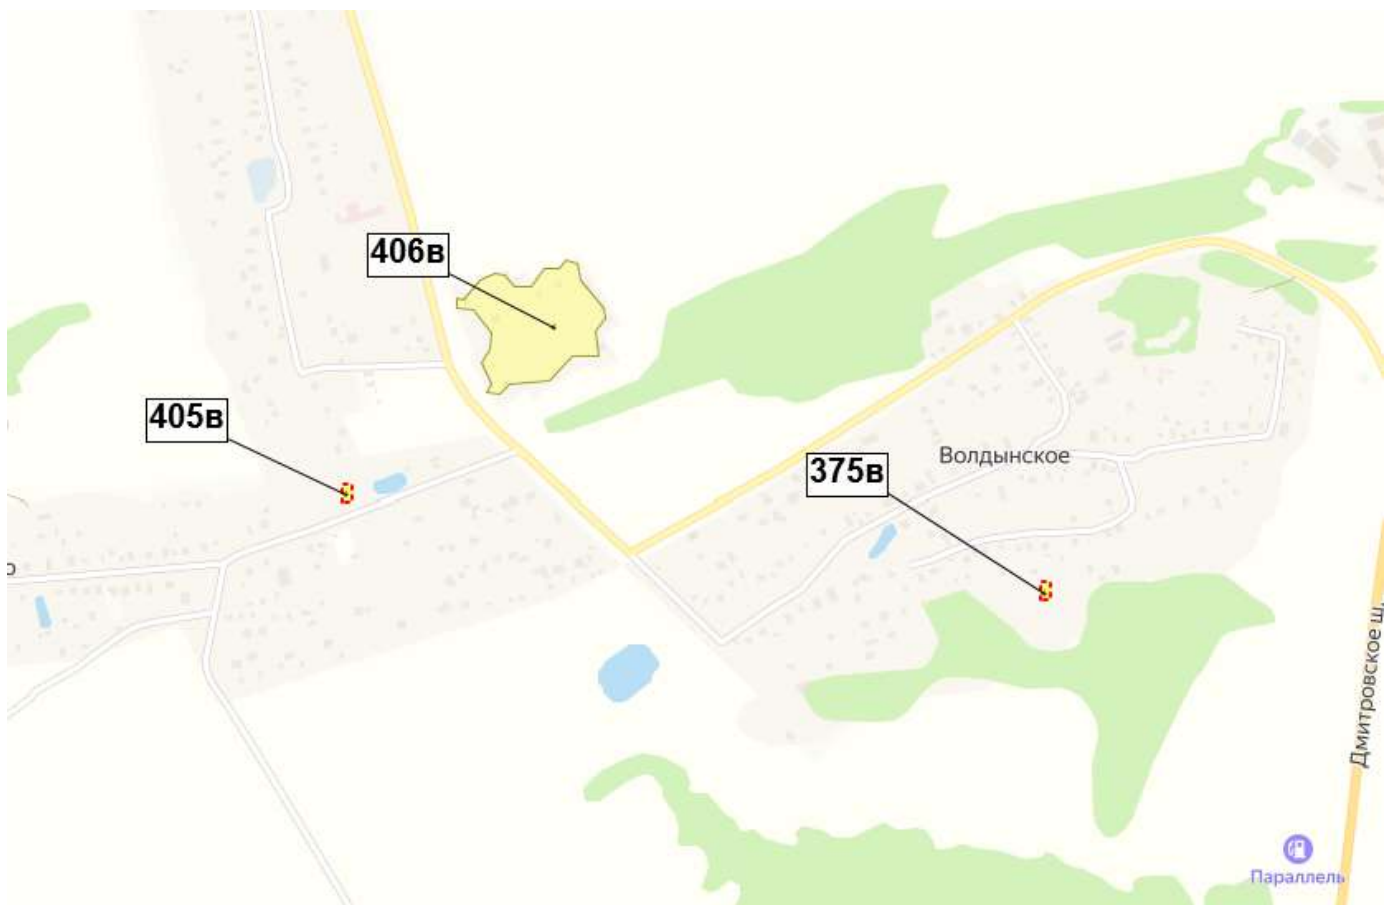 406в
405в
Волдынское
375в
о
Дмитровское ш.
Параллель